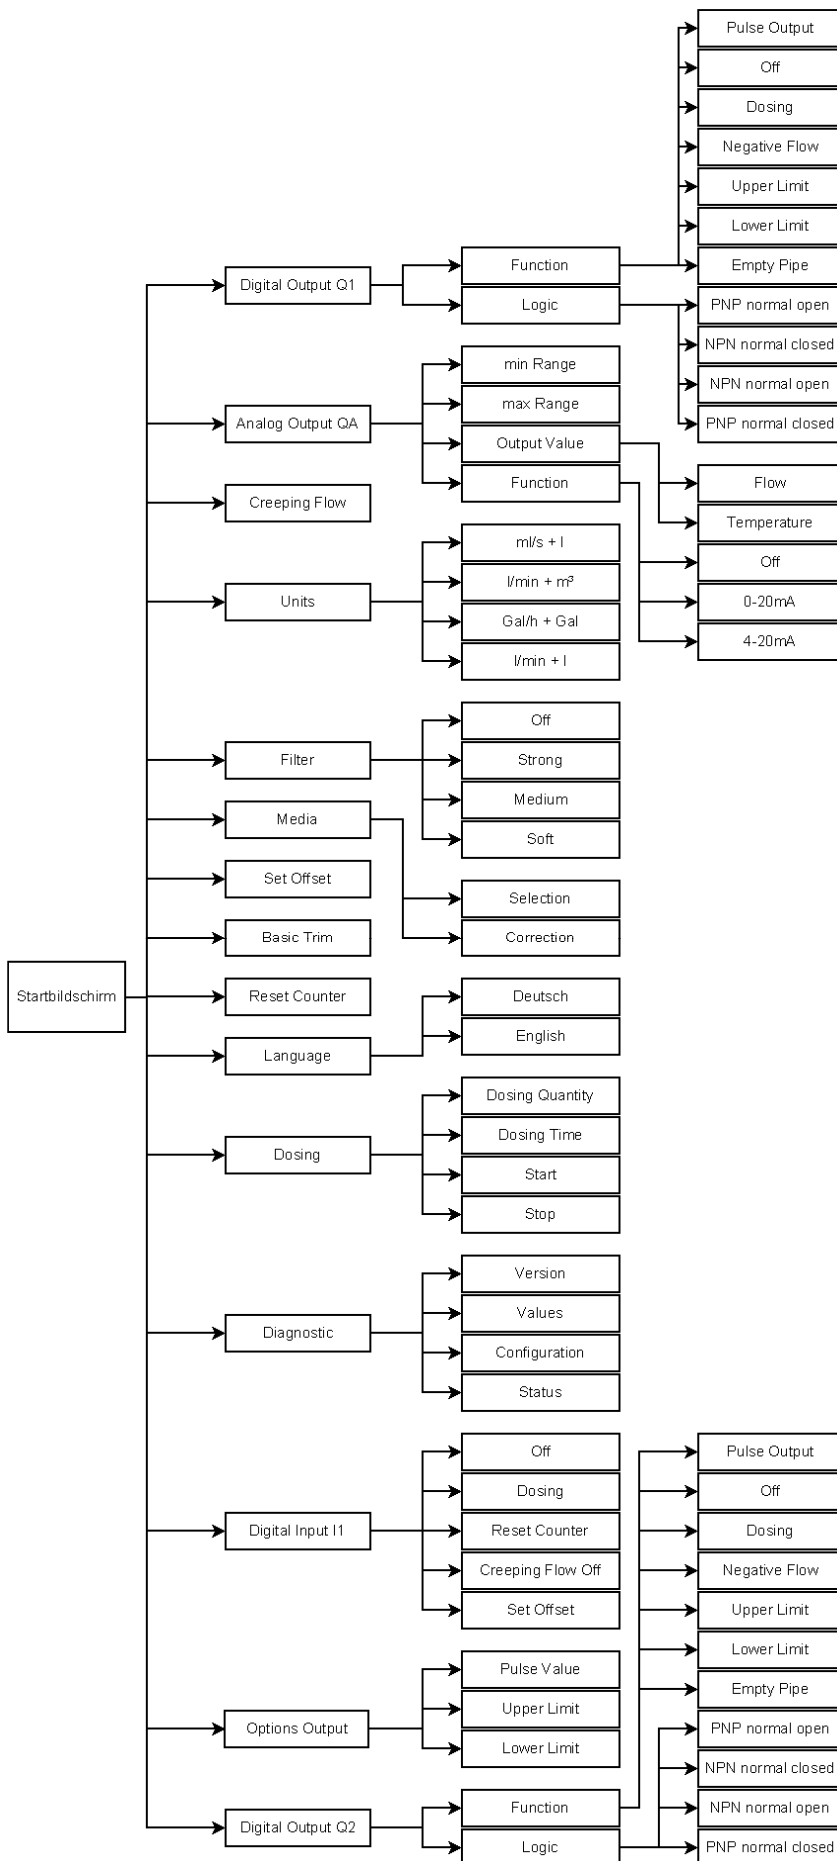 Startbildschirm
Digital Output Q1
Function
Pulse Output
Off
Dosing
Negative Flow
Upper Limit
Lower Limit
Empty Pipe
Logic
PNP normal open
NPN normal closed
NPN normal open
PNP normal closed
Analog Output QA
min Range
max Range
Output Value
Flow
Temperature
Function
Off
0-20mA
4-20mA
Creeping Flow
Units
ml/s + l
l/min + m³
Gal/h + Gal
l/min + l
Filter
Off
Strong
Medium
Soft
Media
Selection
Correction
Set Offset
Basic Trim
Reset Counter
Language
Deutsch
English
Dosing
Dosing Quantity
Dosing Time
Start
Stop
Diagnostic
Version
Values
Configuration
Status
Digital Input I1
Off
Dosing
Reset Counter
Creeping Flow Off
Set Offset
Options Output
Pulse Value
Upper Limit
Lower Limit
Digital Output Q2
Function
Pulse Output
Off
Dosing
Negative Flow
Upper Limit
Lower Limit
Empty Pipe
Logic
PNP normal open
NPN normal closed
NPN normal open
PNP normal closed